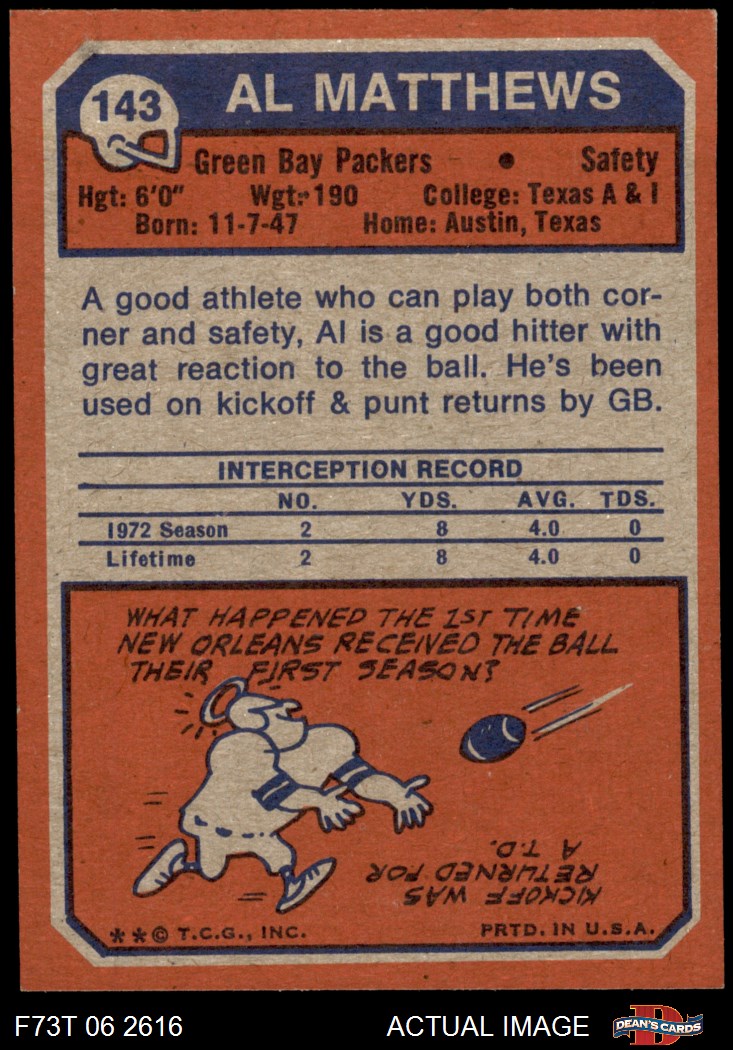 143
AL MATTHEWS
Green Bay Packers • Safety
Hgt: 6'0" Wgt: 190 College: Texas A & I
Born: 11-7-47 Home: Austin, Texas
A good athlete who can play both cor-
ner and safety, Al is a good hitter with
great reaction to the ball. He's been
used on kickoff & punt returns by GB.
INTERCEPTION RECORD
NO. YDS. AVG. TDS.
1972 Season 2 8 4.0 0
Lifetime 2 8 4.0 0
WHAT HAPPENED THE 1ST TIME
NEW ORLEANS RECEIVED THE BALL
THEIR FIRST SEASON?
KICKOFF WAS
RETURNED FOR
A T.D.
**© T.C.G., INC. PRTD. IN U.S.A.
F73T 06 2616 ACTUAL IMAGE D DEAN'S CARDS